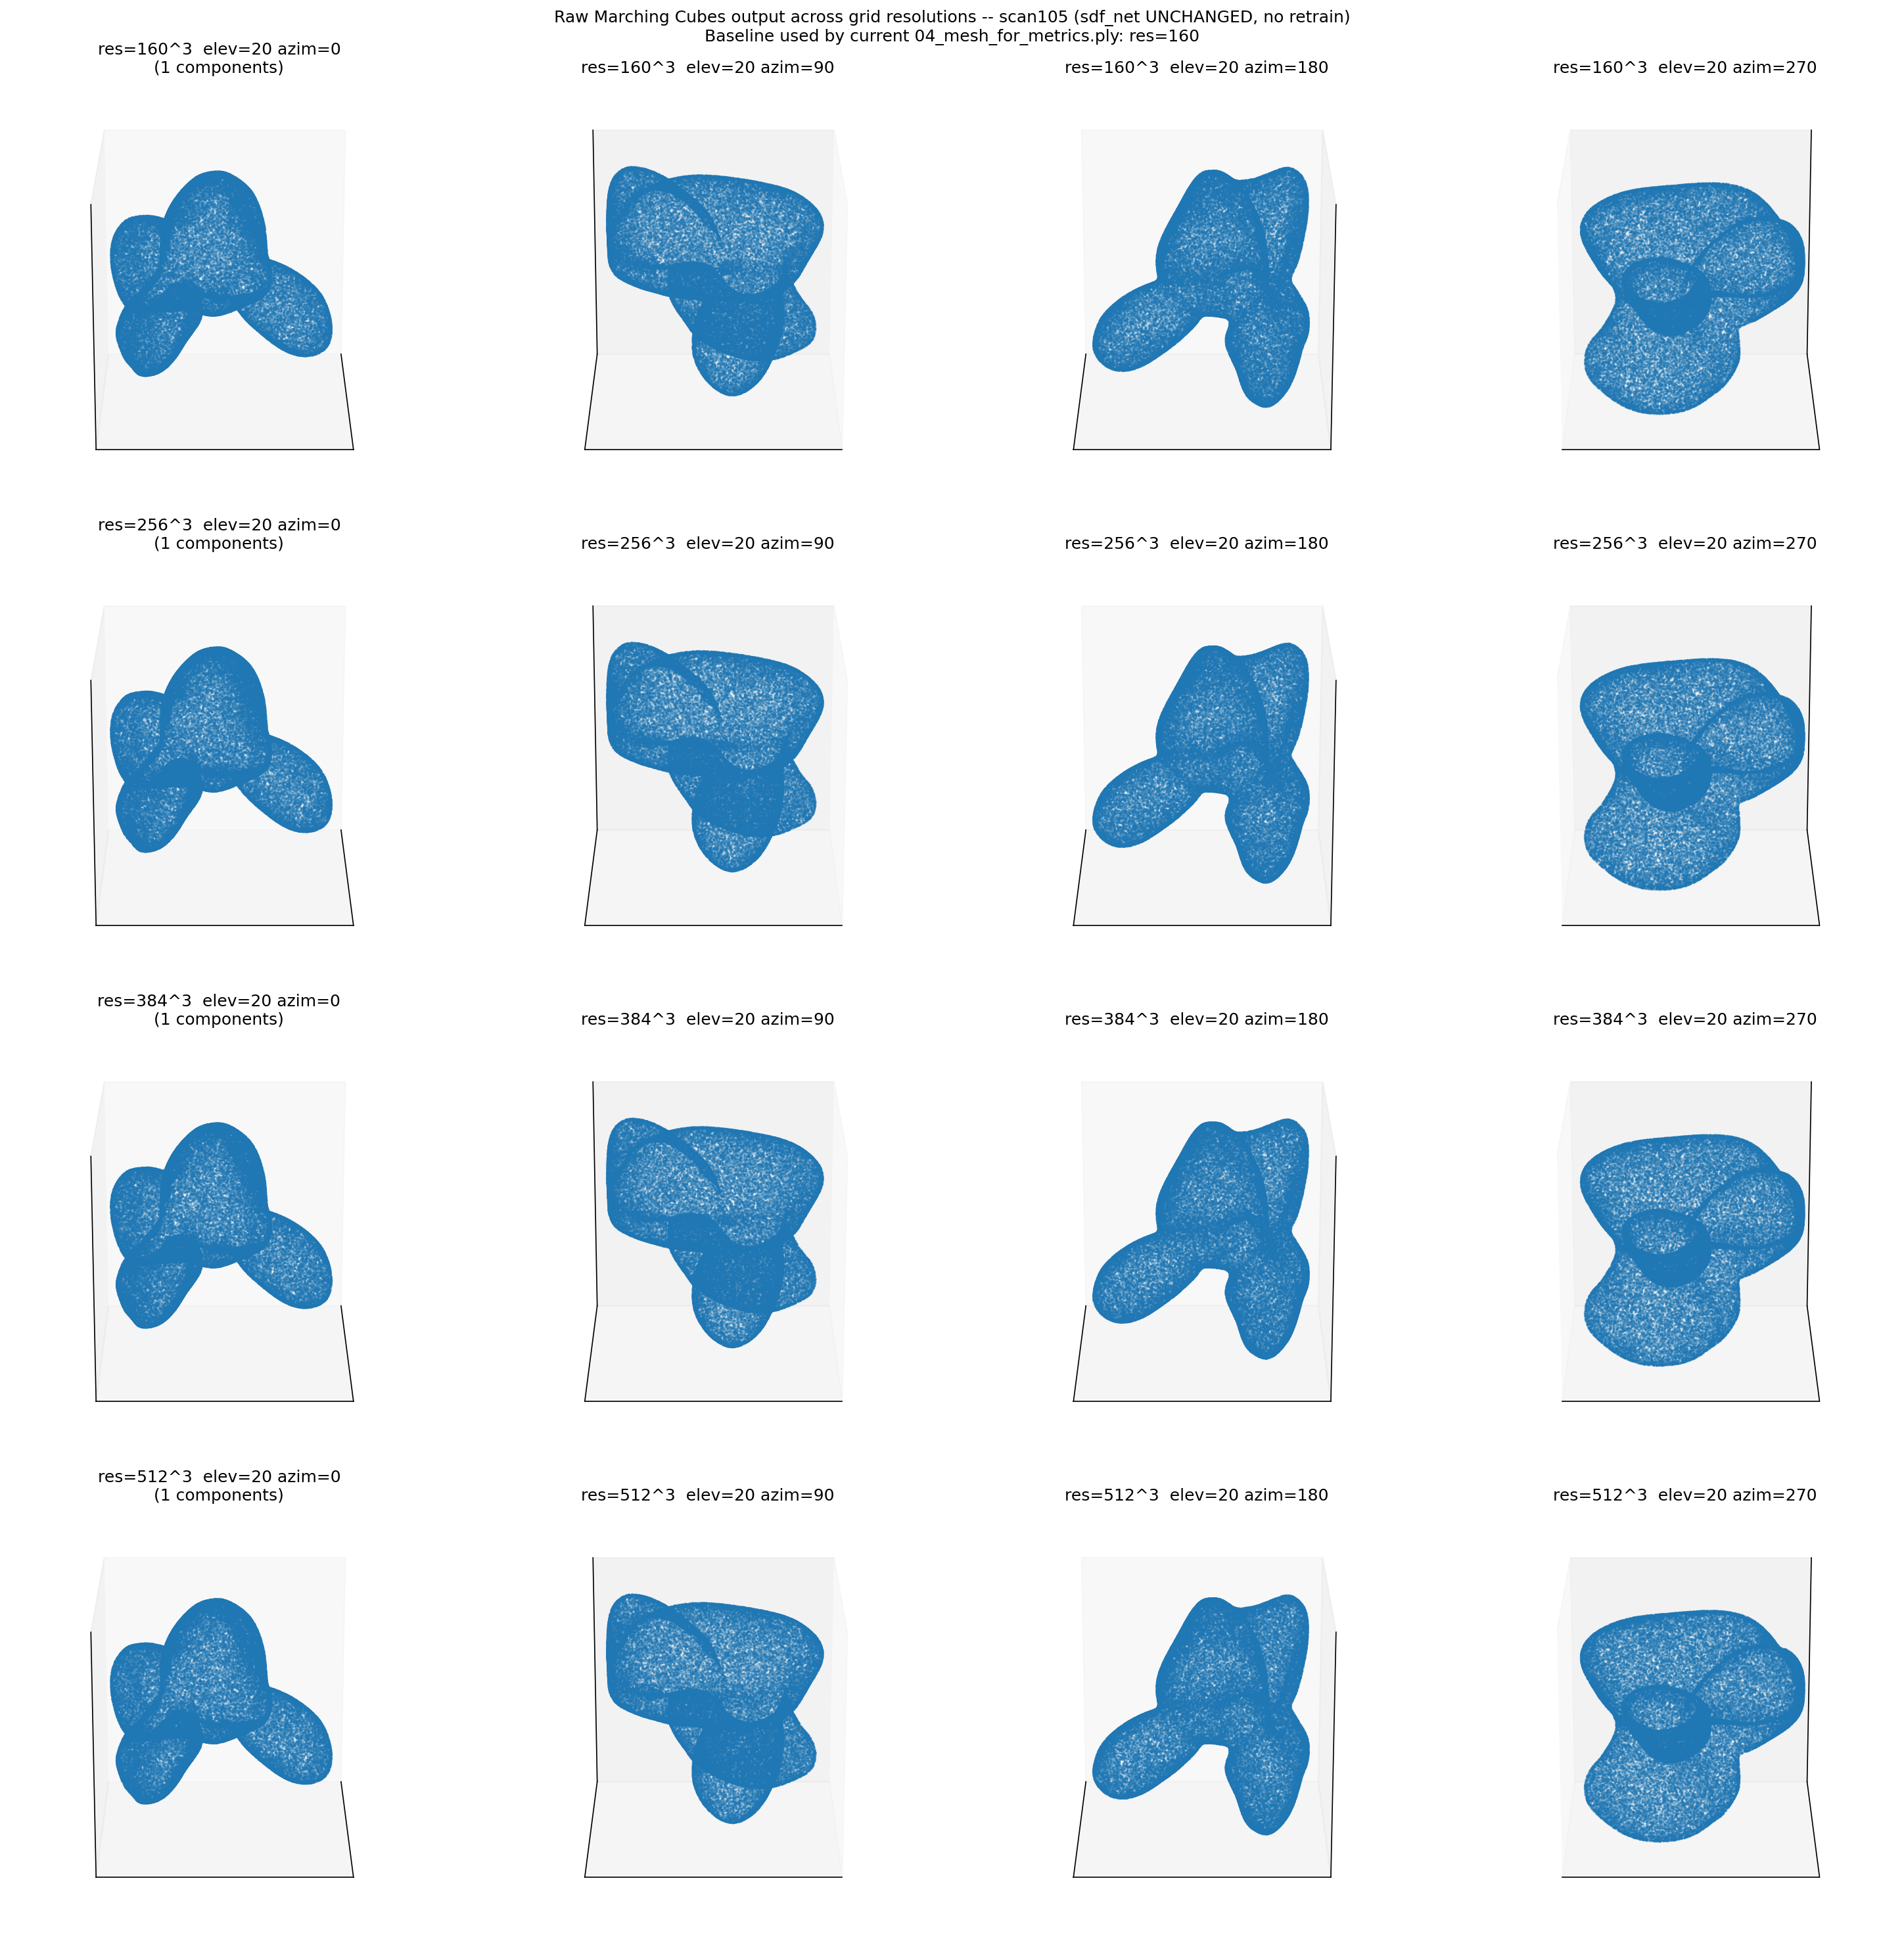 Raw Marching Cubes output across grid resolutions -- scan105 (sdf_net UNCHANGED, no retrain)
Baseline used by current 04_mesh_for_metrics.ply: res=160
res=160^3  elev=20 azim=0
(1 components)
res=160^3  elev=20 azim=90
res=160^3  elev=20 azim=180
res=160^3  elev=20 azim=270
res=256^3  elev=20 azim=0
(1 components)
res=256^3  elev=20 azim=90
res=256^3  elev=20 azim=180
res=256^3  elev=20 azim=270
res=384^3  elev=20 azim=0
(1 components)
res=384^3  elev=20 azim=90
res=384^3  elev=20 azim=180
res=384^3  elev=20 azim=270
res=512^3  elev=20 azim=0
(1 components)
res=512^3  elev=20 azim=90
res=512^3  elev=20 azim=180
res=512^3  elev=20 azim=270